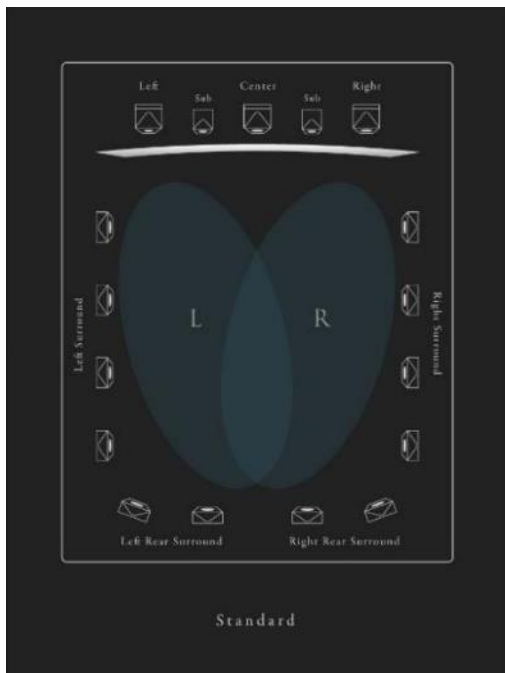 Left
Sub
Center
Sub
Right
Left Surround
L
R
Right Surround
Left Rear Surround
Right Rear Surround
Standard